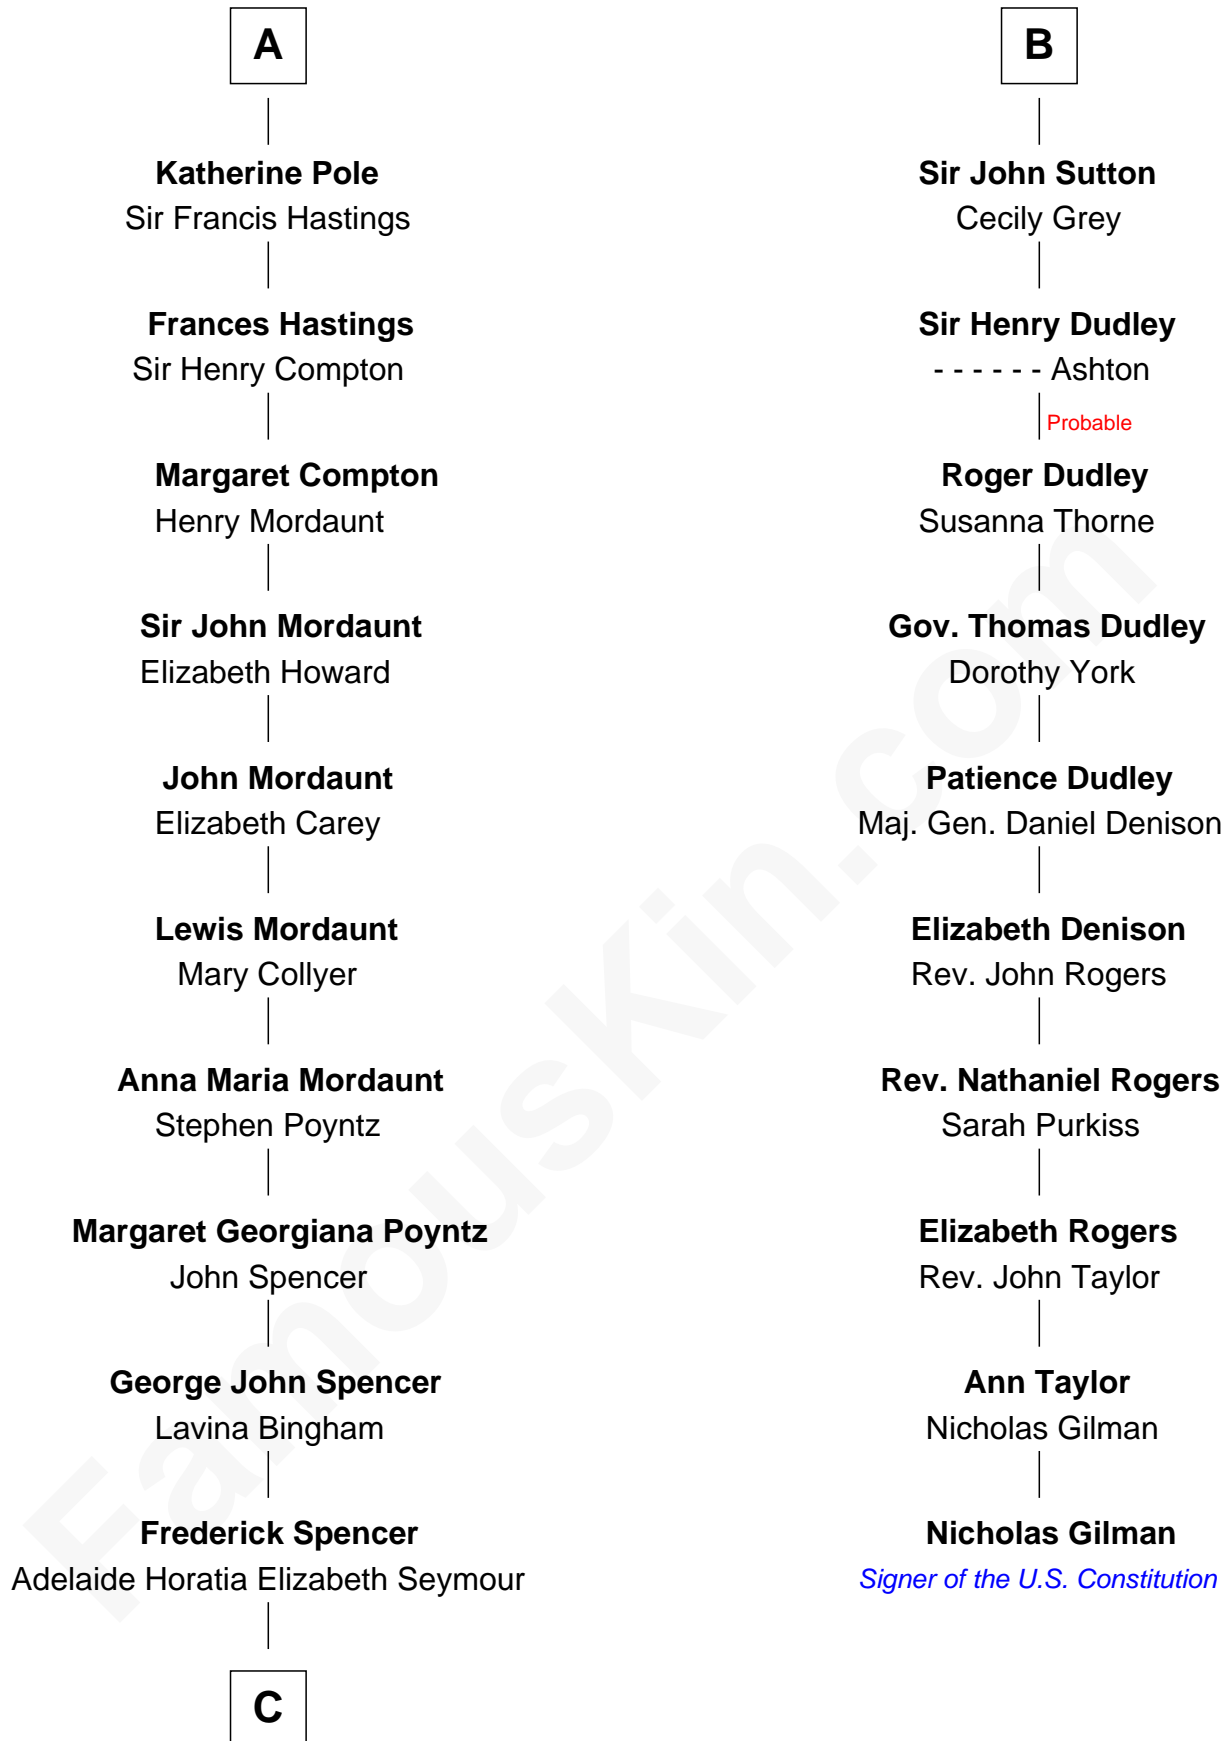 A
Katherine Pole
Sir Francis Hastings
Frances Hastings
Sir Henry Compton
Margaret Compton
Henry Mordaunt
Sir John Mordaunt
Elizabeth Howard
John Mordaunt
Elizabeth Carey
Lewis Mordaunt
Mary Collyer
Anna Maria Mordaunt
Stephen Poyntz
Margaret Georgiana Poyntz
John Spencer
George John Spencer
Lavina Bingham
Frederick Spencer
Adelaide Horatia Elizabeth Seymour
C
B
Sir John Sutton
Cecily Grey
Sir Henry Dudley
- - - - - - Ashton
Probable
Roger Dudley
Susanna Thorne
Gov. Thomas Dudley
Dorothy York
Patience Dudley
Maj. Gen. Daniel Denison
Elizabeth Denison
Rev. John Rogers
Rev. Nathaniel Rogers
Sarah Purkiss
Elizabeth Rogers
Rev. John Taylor
Ann Taylor
Nicholas Gilman
Nicholas Gilman
Signer of the U.S. Constitution
FamousKin.com